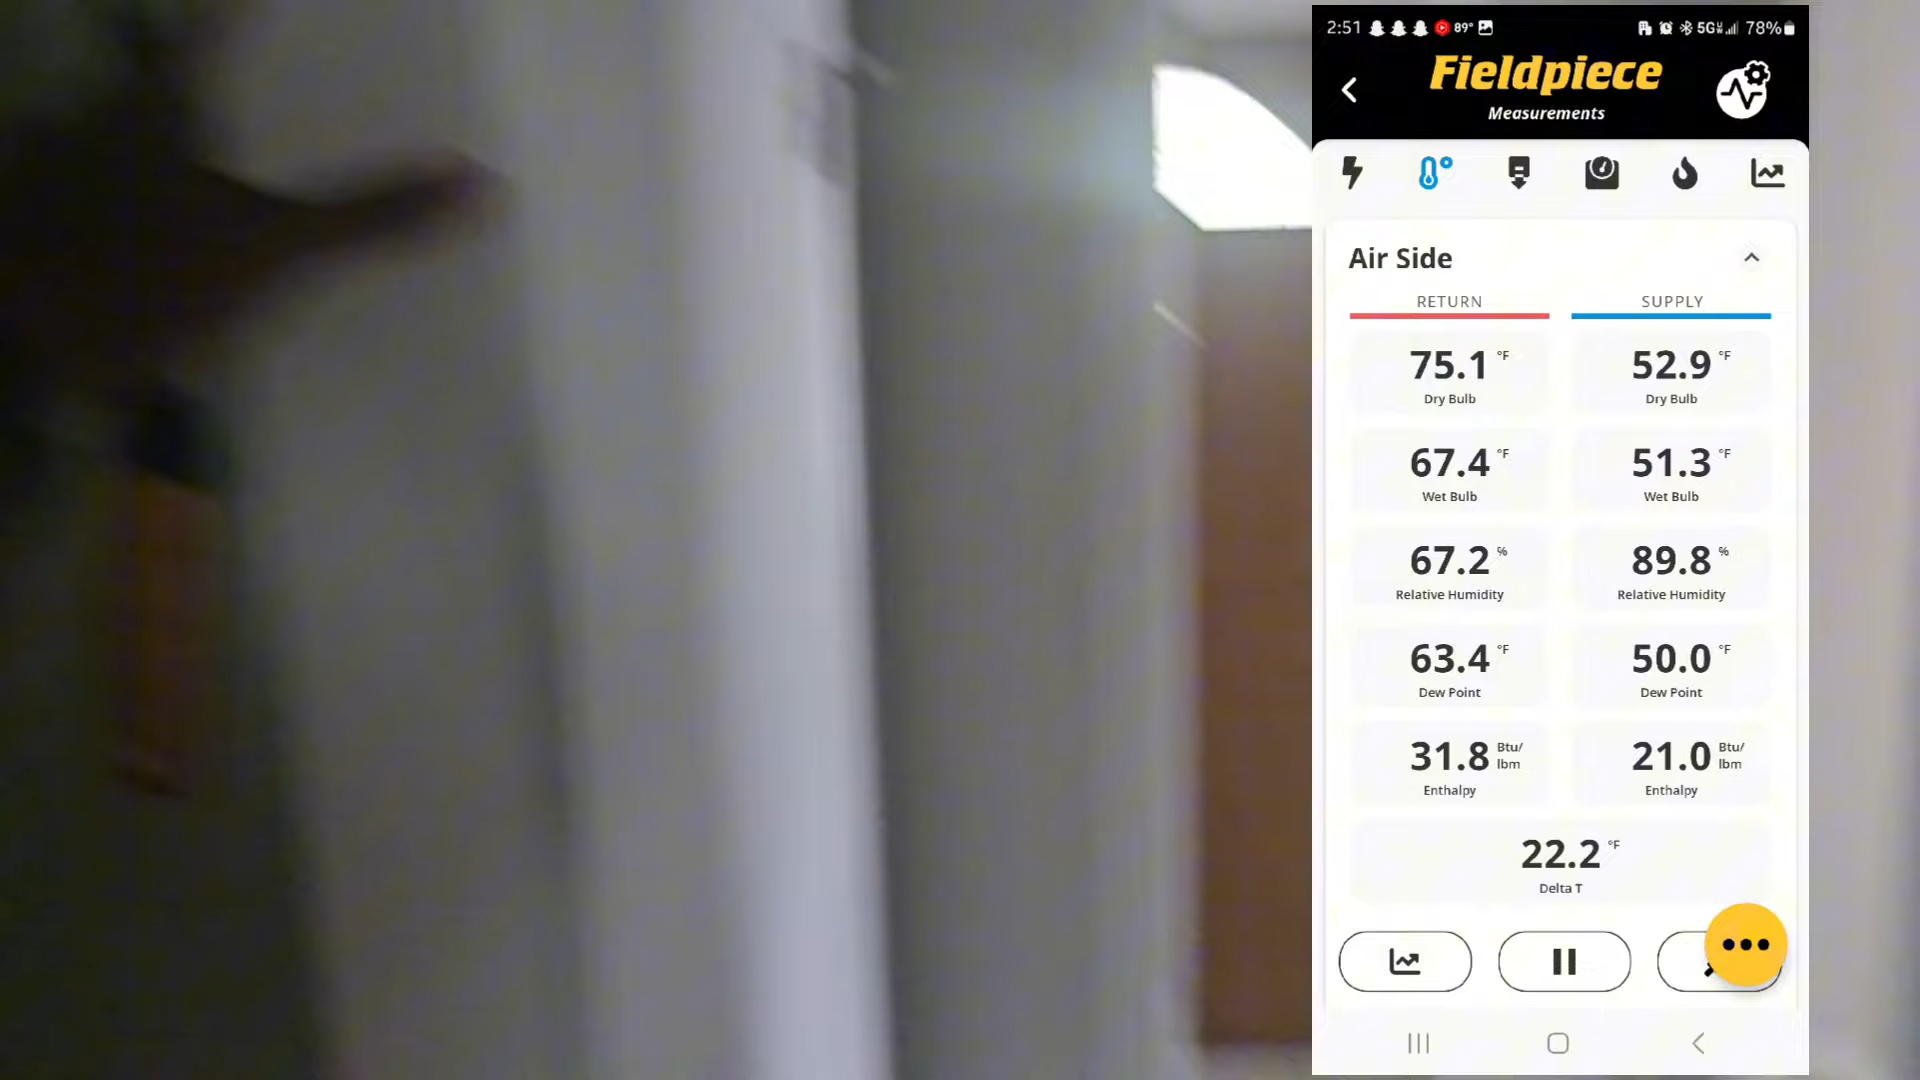 2:51 89° 5G 78%
Fieldpiece
Measurements
Air Side
RETURN SUPPLY
75.1 °F 52.9 °F
Dry Bulb Dry Bulb
67.4 °F 51.3 °F
Wet Bulb Wet Bulb
67.2 % 89.8 %
Relative Humidity Relative Humidity
63.4 °F 50.0 °F
Dew Point Dew Point
31.8 Btu/ 21.0 Btu/
lbm lbm
Enthalpy Enthalpy
22.2 °F
Delta T